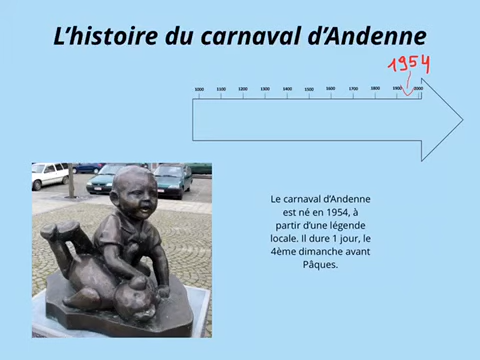 L'histoire du carnaval d'Andenne
1954
1000 1100 1200 1300 1400 1500 1600 1700 1800 1900 2000
Le carnaval d'Andenne
est né en 1954, à
partir d'une légende
locale. Il dure 1 jour, le
4ème dimanche avant
Pâques.